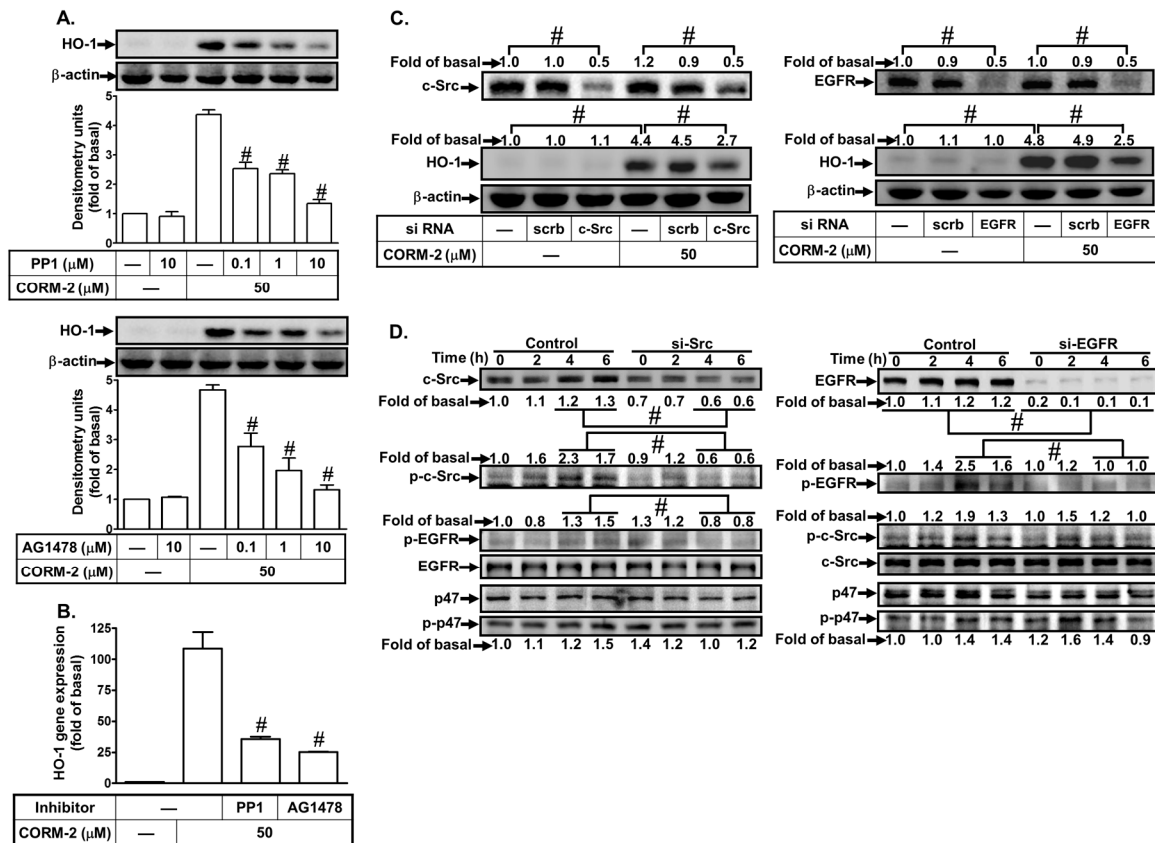 A.
HO-1
β-actin
Densitometry units
(fold of basal)
5
4
3
2
1
0
# # #
PP1 (μM) — 10 — 0.1 1 10
CORM-2 (μM) — 50
HO-1
β-actin
Densitometry units
(fold of basal)
5
4
3
2
1
0
# # #
AG1478 (μM) — 10 — 0.1 1 10
CORM-2 (μM) — 50
B.
HO-1 gene expression
(fold of basal)
125
100
75
50
25
0
# #
Inhibitor — PP1 AG1478
CORM-2 (μM) — 50
C.
# #
Fold of basal 1.0 1.0 0.5 1.2 0.9 0.5
c-Src
# #
Fold of basal 1.0 1.0 1.1 4.4 4.5 2.7
HO-1
β-actin
si RNA — scrb c-Src — scrb c-Src
CORM-2 (μM) — 50
# #
Fold of basal 1.0 0.9 0.5 1.0 0.9 0.5
EGFR
# #
Fold of basal 1.0 1.1 1.0 4.8 4.9 2.5
HO-1
β-actin
si RNA — scrb EGFR — scrb EGFR
CORM-2 (μM) — 50
D.
Control si-Src
Time (h) 0 2 4 6 0 2 4 6
c-Src
Fold of basal 1.0 1.1 1.2 1.3 0.7 0.7 0.6 0.6
#
#
Fold of basal 1.0 1.6 2.3 1.7 0.9 1.2 0.6 0.6
p-c-Src
#
Fold of basal 1.0 0.8 1.3 1.5 1.3 1.2 0.8 0.8
p-EGFR
EGFR
p47
p-p47
Fold of basal 1.0 1.1 1.2 1.5 1.4 1.2 1.0 1.2
Control si-EGFR
Time (h) 0 2 4 6 0 2 4 6
EGFR
Fold of basal 1.0 1.1 1.2 1.2 0.2 0.1 0.1 0.1
#
#
Fold of basal 1.0 1.4 2.5 1.6 1.0 1.2 1.0 1.0
p-EGFR
Fold of basal 1.0 1.2 1.9 1.3 1.0 1.5 1.2 1.0
p-c-Src
c-Src
p47
p-p47
Fold of basal 1.0 1.0 1.4 1.4 1.2 1.6 1.4 0.9